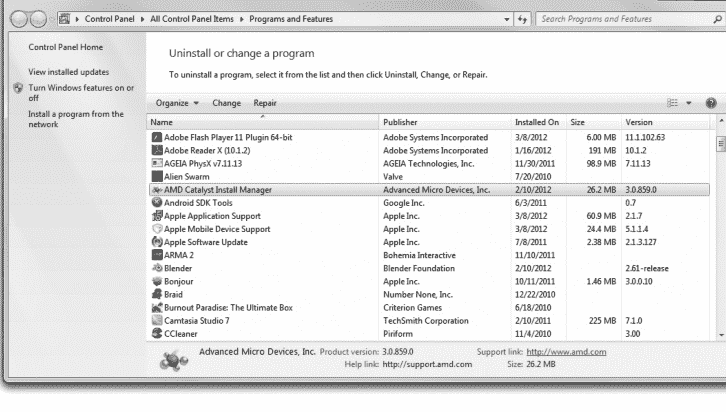 Control Panel ▸ All Control Panel Items ▸ Programs and Features
Search Programs and Features
Control Panel Home
View installed updates
Turn Windows features on or
off
Install a program from the
network
Uninstall or change a program
To uninstall a program, select it from the list and then click Uninstall, Change, or Repair.
Organize Change Repair
Name Publisher Installed On Size Version
Adobe Flash Player 11 Plugin 64-bit Adobe Systems Incorporated 3/8/2012 6.00 MB 11.1.102.63
Adobe Reader X (10.1.2) Adobe Systems Incorporated 1/16/2012 191 MB 10.1.2
AGEIA PhysX v7.11.13 AGEIA Technologies, Inc. 11/30/2011 98.9 MB 7.11.13
Alien Swarm Valve 7/20/2010
AMD Catalyst Install Manager Advanced Micro Devices, Inc. 2/10/2012 26.2 MB 3.0.859.0
Android SDK Tools Google Inc. 6/3/2011 0.7
Apple Application Support Apple Inc. 3/8/2012 60.9 MB 2.1.7
Apple Mobile Device Support Apple Inc. 3/8/2012 24.4 MB 5.1.1.4
Apple Software Update Apple Inc. 7/8/2011 2.38 MB 2.1.3.127
ARMA 2 Bohemia Interactive 11/10/2011
Blender Blender Foundation 2/10/2012 2.61-release
Bonjour Apple Inc. 10/11/2011 1.46 MB 3.0.0.10
Braid Number None, Inc. 12/22/2010
Burnout Paradise: The Ultimate Box Criterion Games 6/18/2010
Camtasia Studio 7 TechSmith Corporation 2/10/2011 225 MB 7.1.0
CCleaner Piriform 11/4/2010 3.00
Advanced Micro Devices, Inc. Product version: 3.0.859.0 Support link: http://www.amd.com
Help link: http://support.amd.com Size: 26.2 MB